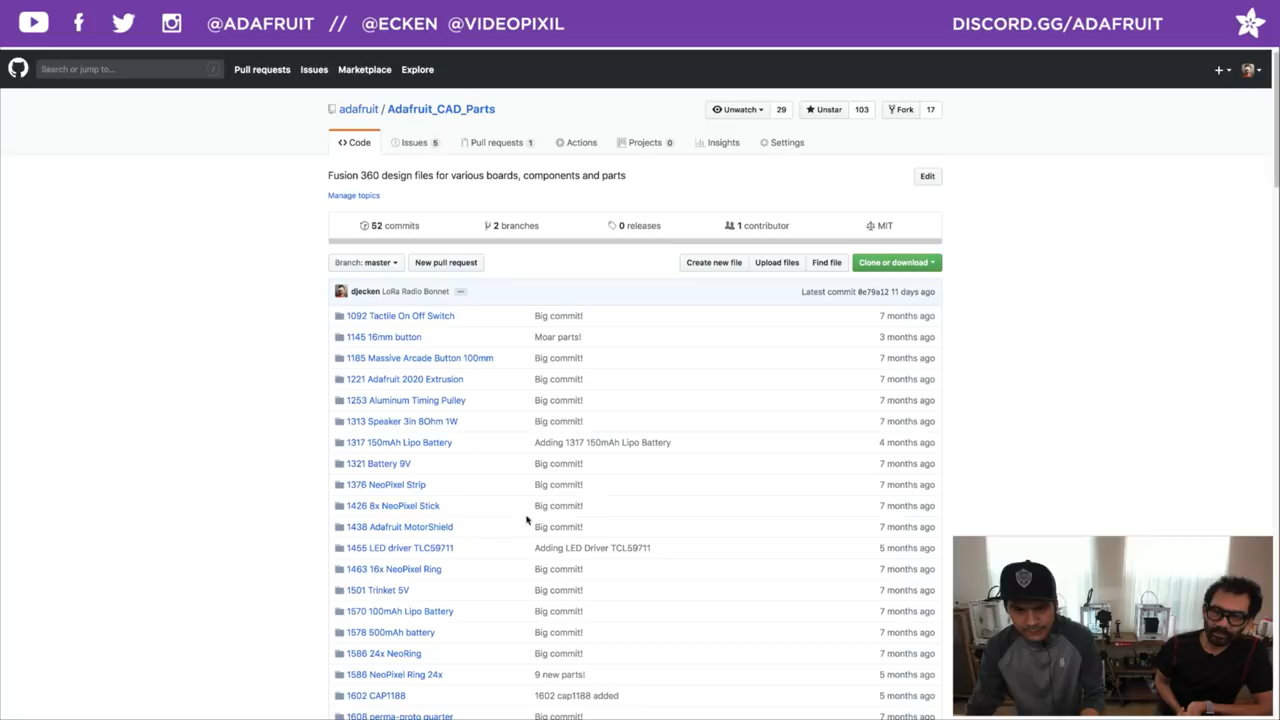 @ADAFRUIT // @ECKEN @VIDEOPIXIL DISCORD.GG/ADAFRUIT
Search or jump to... / Pull requests Issues Marketplace Explore
adafruit / Adafruit_CAD_Parts Unwatch 29 Unstar 103 Fork 17
Code Issues 5 Pull requests 1 Actions Projects 0 Insights Settings
Fusion 360 design files for various boards, components and parts Edit
Manage topics
52 commits 2 branches 0 releases 1 contributor MIT
Branch: master New pull request Create new file Upload files Find file Clone or download
djecken LoRa Radio Bonnet ... Latest commit 0e79a12 11 days ago
1092 Tactile On Off Switch Big commit! 7 months ago
1145 16mm button Moar parts! 3 months ago
1185 Massive Arcade Button 100mm Big commit! 7 months ago
1221 Adafruit 2020 Extrusion Big commit! 7 months ago
1253 Aluminum Timing Pulley Big commit! 7 months ago
1313 Speaker 3in 8Ohm 1W Big commit! 7 months ago
1317 150mAh Lipo Battery Adding 1317 150mAh Lipo Battery 4 months ago
1321 Battery 9V Big commit! 7 months ago
1376 NeoPixel Strip Big commit! 7 months ago
1426 8x NeoPixel Stick Big commit! 7 months ago
1438 Adafruit MotorShield Big commit! 7 months ago
1455 LED driver TLC59711 Adding LED Driver TCL59711 5 months ago
1463 16x NeoPixel Ring Big commit! 7 months ago
1501 Trinket 5V Big commit! 7 months ago
1570 100mAh Lipo Battery Big commit! 7 months ago
1578 500mAh battery Big commit! 7 months ago
1586 24x NeoRing Big commit! 7 months ago
1586 NeoPixel Ring 24x 9 new parts! 5 months ago
1602 CAP1188 1602 cap1188 added 5 months ago
1608 perma-proto quarter Big commit! 7 months ago